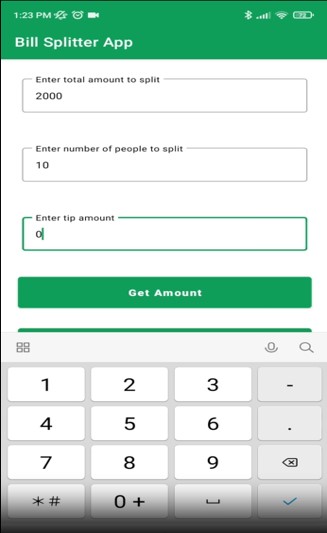 1:23 PM
Bill Splitter App
Enter total amount to split
2000
Enter number of people to split
10
Enter tip amount
0
Get Amount
1 2 3 -
4 5 6 .
7 8 9
*# 0 +